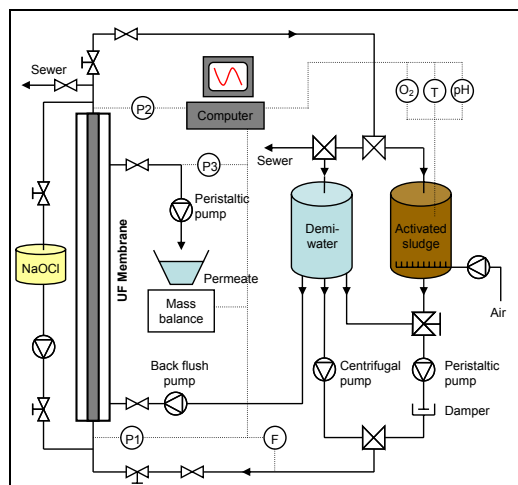 Sewer
P2
Computer
O2
T
pH
P3
Sewer
Peristaltic
pump
Demi-
water
Activated
sludge
UF Membrane
NaOCl
Permeate
Mass
balance
Air
Back flush
pump
Centrifugal
pump
Peristaltic
pump
Damper
P1
F